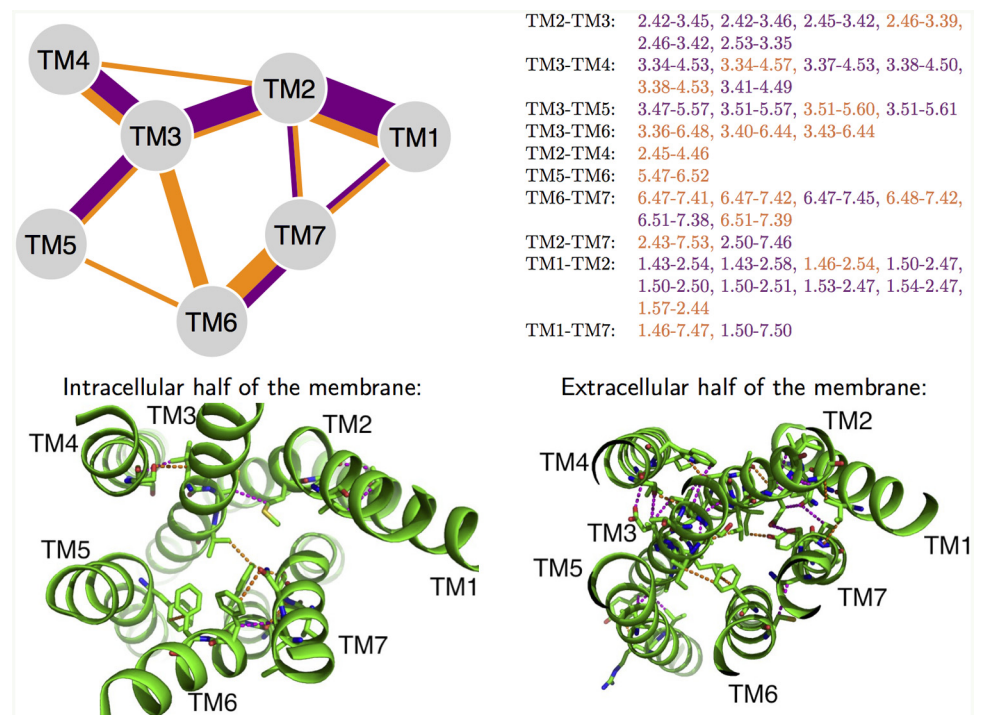 TM4
TM2
TM3
TM1
TM5
TM7
TM6
TM2-TM3: 2.42-3.45, 2.42-3.46, 2.45-3.42, 2.46-3.39,
2.46-3.42, 2.53-3.35
TM3-TM4: 3.34-4.53, 3.34-4.57, 3.37-4.53, 3.38-4.50,
3.38-4.53, 3.41-4.49
TM3-TM5: 3.47-5.57, 3.51-5.57, 3.51-5.60, 3.51-5.61
TM3-TM6: 3.36-6.48, 3.40-6.44, 3.43-6.44
TM2-TM4: 2.45-4.46
TM5-TM6: 5.47-6.52
TM6-TM7: 6.47-7.41, 6.47-7.42, 6.47-7.45, 6.48-7.42,
6.51-7.38, 6.51-7.39
TM2-TM7: 2.43-7.53, 2.50-7.46
TM1-TM2: 1.43-2.54, 1.43-2.58, 1.46-2.54, 1.50-2.47,
1.50-2.50, 1.50-2.51, 1.53-2.47, 1.54-2.47,
1.57-2.44
TM1-TM7: 1.46-7.47, 1.50-7.50
Intracellular half of the membrane:
TM3
TM2
TM4
TM5
TM1
TM7
TM6
Extracellular half of the membrane:
TM2
TM4
TM3
TM1
TM5
TM7
TM6